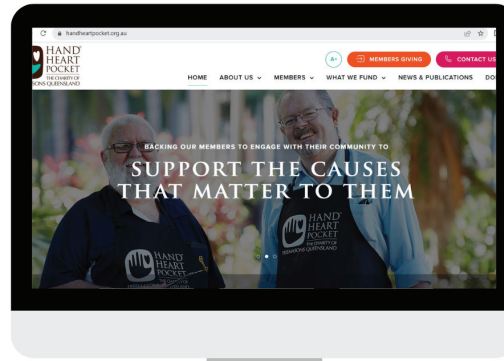 handheartpocket.org.au
HAND
HEART
POCKET
THE CHARITY OF
SONS QUEENSLAND
A+
MEMBERS GIVING
CONTACT US
HOME
ABOUT US
MEMBERS
WHAT WE FUND
NEWS & PUBLICATIONS
DO
BACKING OUR MEMBERS TO ENGAGE WITH THEIR COMMUNITY TO
SUPPORT THE CAUSES
THAT MATTER TO THEM
HAND
HEART
POCKET
HAND
HEART
POCKET
THE CHARITY OF
FREEMASONS QUEENSLAND